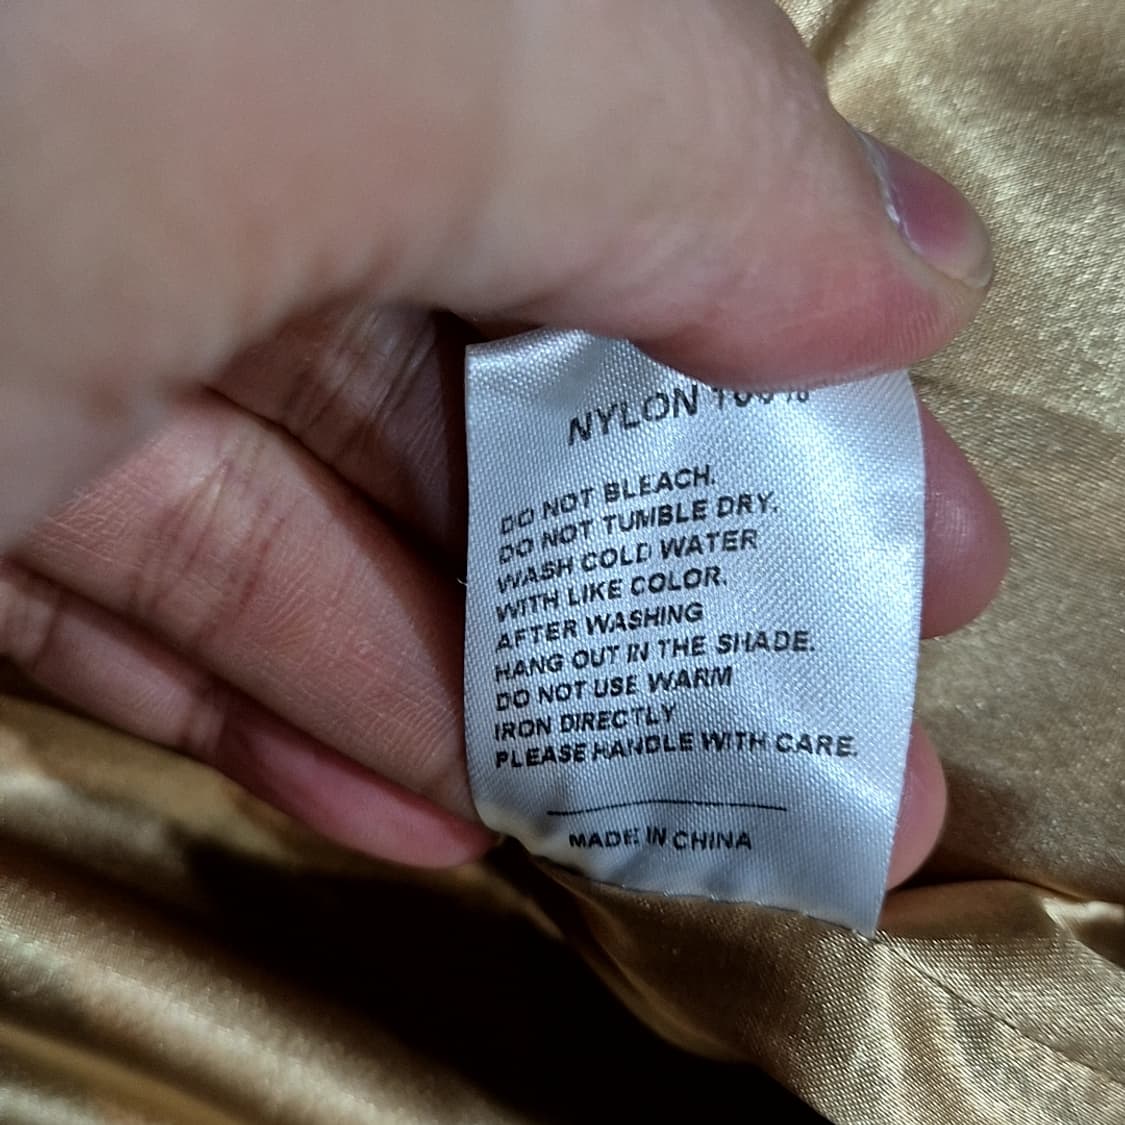 NYLON 100%
DO NOT BLEACH.
DO NOT TUMBLE DRY.
WASH COLD WATER
WITH LIKE COLOR.
AFTER WASHING
HANG OUT IN THE SHADE.
DO NOT USE WARM
IRON DIRECTLY
PLEASE HANDLE WITH CARE.
MADE IN CHINA